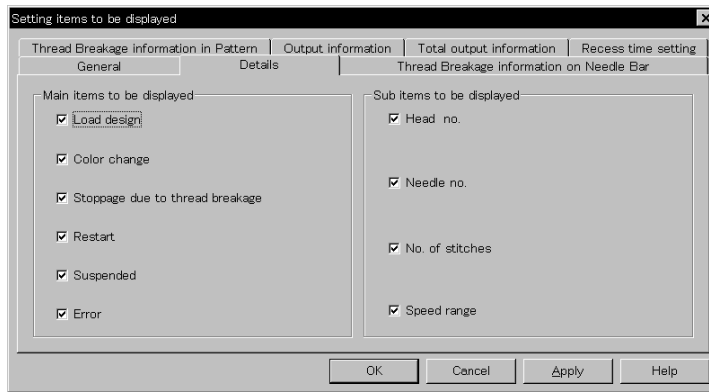 Setting items to be displayed
Thread Breakage information in Pattern Output information Total output information Recess time setting
General Details Thread Breakage information on Needle Bar
Main items to be displayed
Load design
Color change
Stoppage due to thread breakage
Restart
Suspended
Error
Sub items to be displayed
Head no.
Needle no.
No. of stitches
Speed range
OK Cancel Apply Help